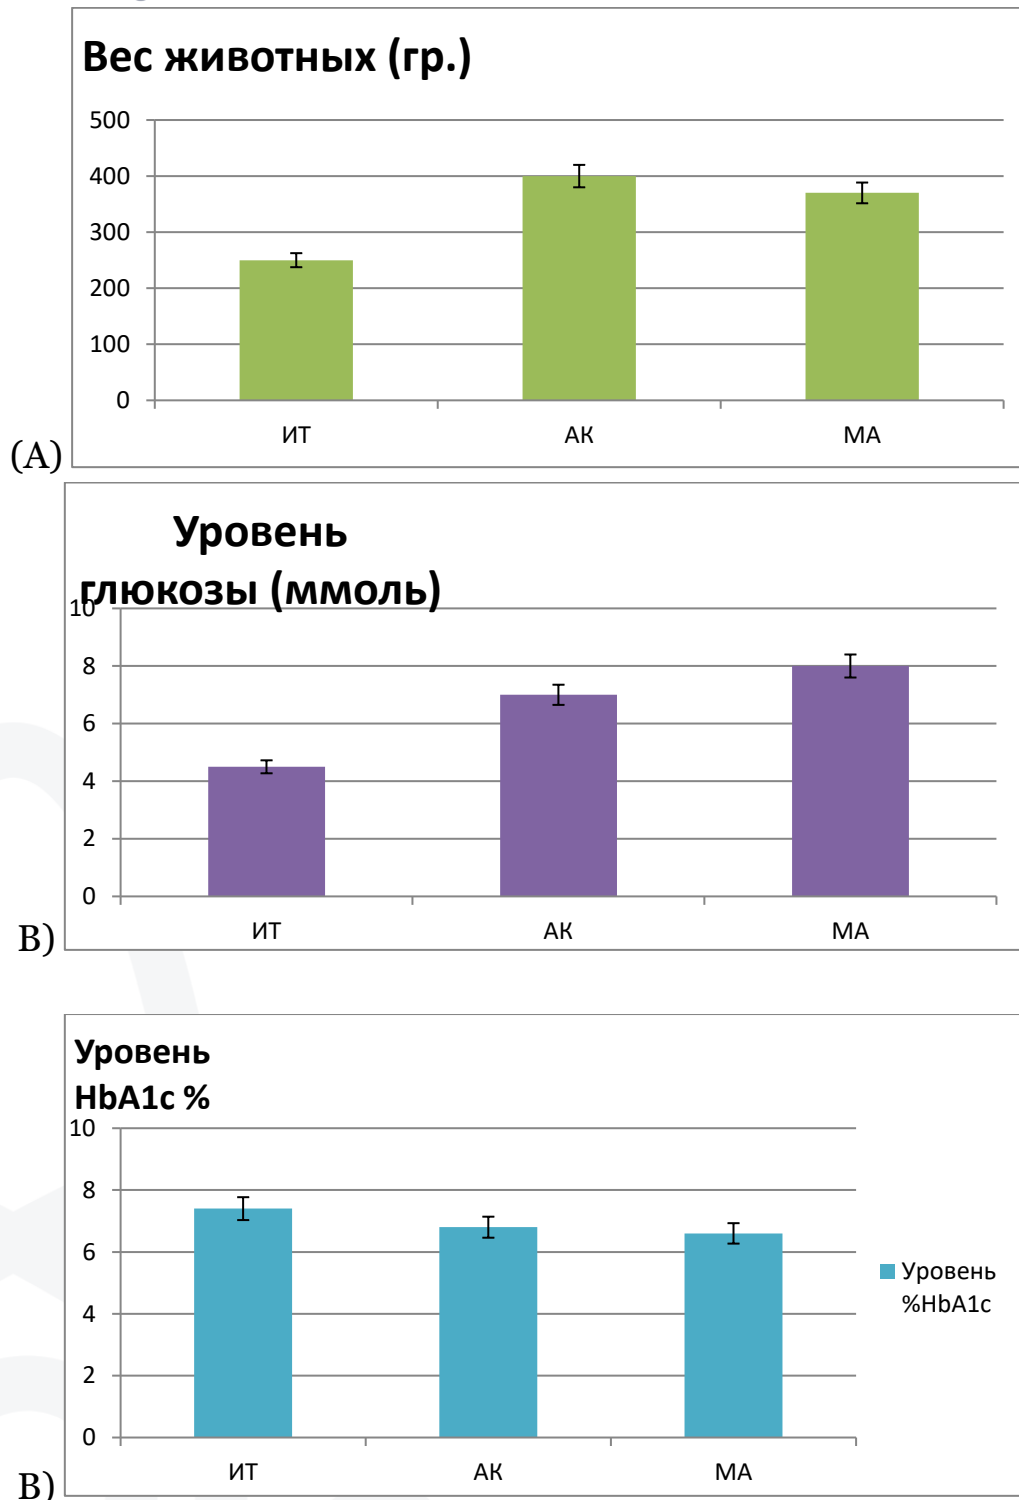 Вес животных (гр.)
500
400
300
200
100
0
ИТ АК МА
(А)
Уровень
глюкозы (ммоль)
10
8
6
4
2
0
ИТ АК МА
В)
Уровень
HbA1c %
10
8
6
4
2
0
ИТ АК МА
Уровень
%HbA1c
В)